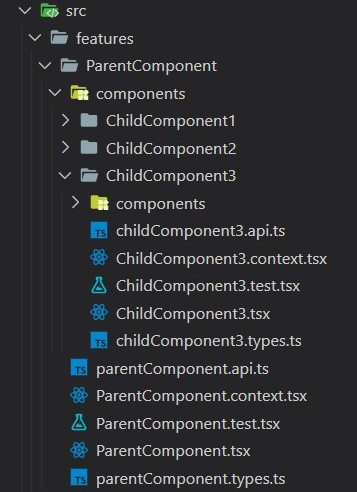 src
features
ParentComponent
components
ChildComponent1
ChildComponent2
ChildComponent3
components
TS childComponent3.api.ts
ChildComponent3.context.tsx
ChildComponent3.test.tsx
ChildComponent3.tsx
TS childComponent3.types.ts
TS parentComponent.api.ts
ParentComponent.context.tsx
ParentComponent.test.tsx
ParentComponent.tsx
TS parentComponent.types.ts